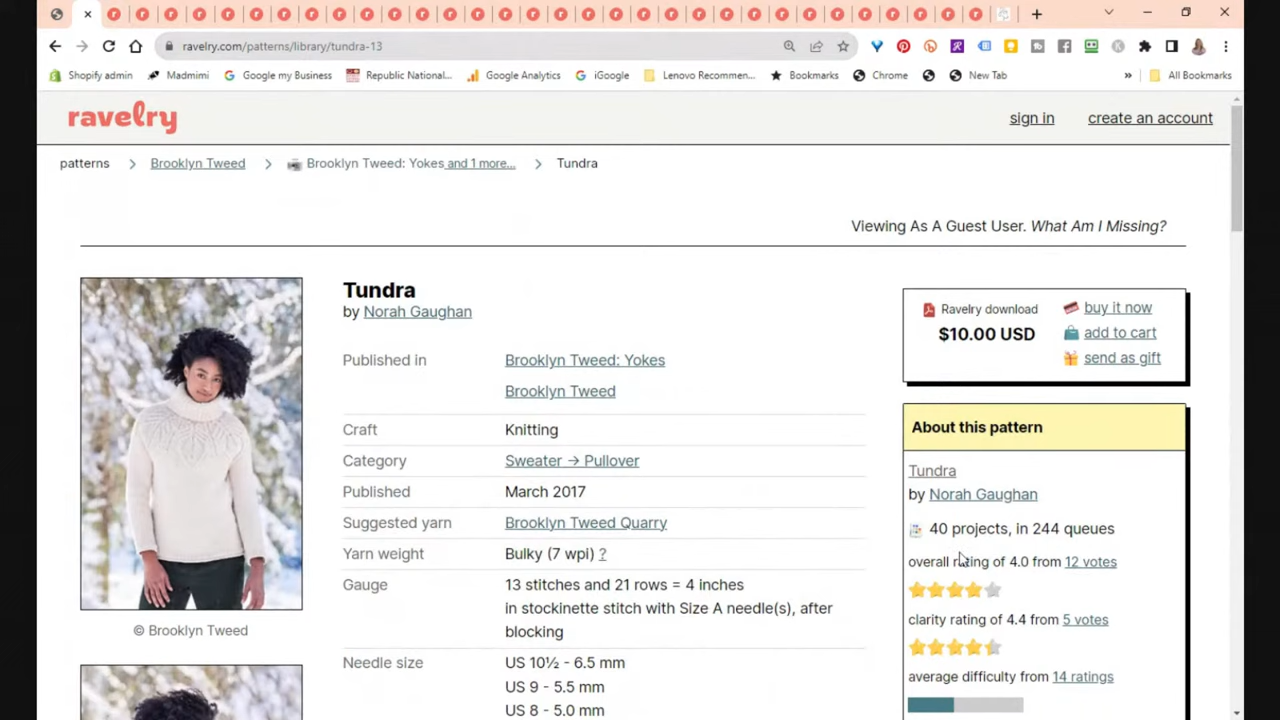 ravelry.com/patterns/library/tundra-13
Shopify admin
Madmimi
Google my Business
Republic National...
Google Analytics
iGoogle
Lenovo Recommen...
Bookmarks
Chrome
New Tab
»
All Bookmarks
ravelry
sign in
create an account
patterns > Brooklyn Tweed > Brooklyn Tweed: Yokes and 1 more... > Tundra
Viewing As A Guest User. What Am I Missing?
Tundra
by Norah Gaughan
Published in Brooklyn Tweed: Yokes
Brooklyn Tweed
Craft Knitting
Category Sweater → Pullover
Published March 2017
Suggested yarn Brooklyn Tweed Quarry
Yarn weight Bulky (7 wpi) ?
Gauge 13 stitches and 21 rows = 4 inches
in stockinette stitch with Size A needle(s), after
blocking
Needle size US 10½ - 6.5 mm
US 9 - 5.5 mm
US 8 - 5.0 mm
© Brooklyn Tweed
Ravelry download
$10.00 USD
buy it now
add to cart
send as gift
About this pattern
Tundra
by Norah Gaughan
40 projects, in 244 queues
overall rating of 4.0 from 12 votes
clarity rating of 4.4 from 5 votes
average difficulty from 14 ratings